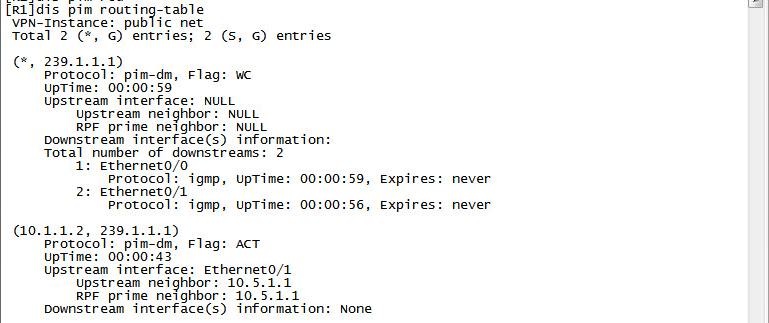 [R1]dis pim routing-table
VPN-Instance: public net
Total 2 (*, G) entries; 2 (S, G) entries
(*, 239.1.1.1)
Protocol: pim-dm, Flag: WC
UpTime: 00:00:59
Upstream interface: NULL
Upstream neighbor: NULL
RPF prime neighbor: NULL
Downstream interface(s) information:
Total number of downstreams: 2
1: Ethernet0/0
Protocol: igmp, UpTime: 00:00:59, Expires: never
2: Ethernet0/1
Protocol: igmp, UpTime: 00:00:56, Expires: never
(10.1.1.2, 239.1.1.1)
Protocol: pim-dm, Flag: ACT
UpTime: 00:00:43
Upstream interface: Ethernet0/1
Upstream neighbor: 10.5.1.1
RPF prime neighbor: 10.5.1.1
Downstream interface(s) information: None